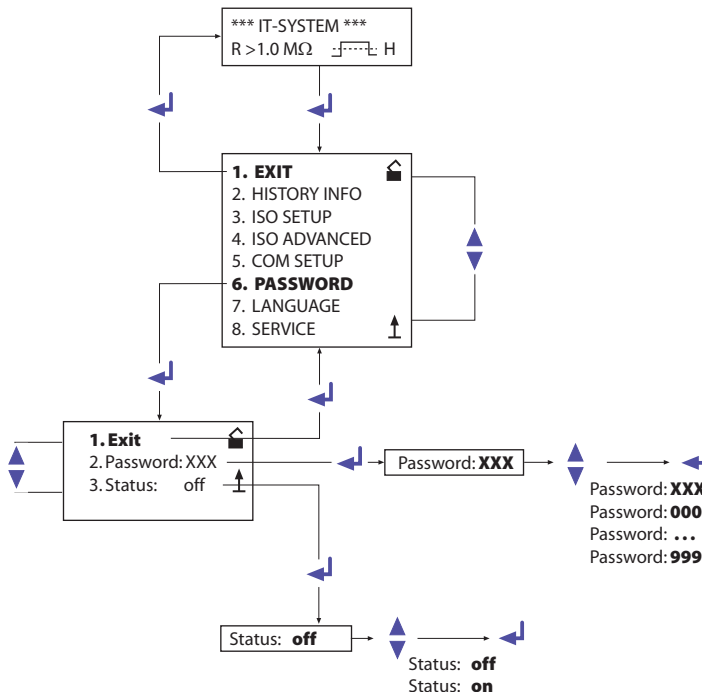 *** IT-SYSTEM ***
R >1.0 MΩ H
1. EXIT
2. HISTORY INFO
3. ISO SETUP
4. ISO ADVANCED
5. COM SETUP
6. PASSWORD
7. LANGUAGE
8. SERVICE
1. Exit
2. Password: XXX
3. Status: off
Password: XXX
Password: XXX
Password: 000
Password: ...
Password: 999
Status: off
Status: off
Status: on